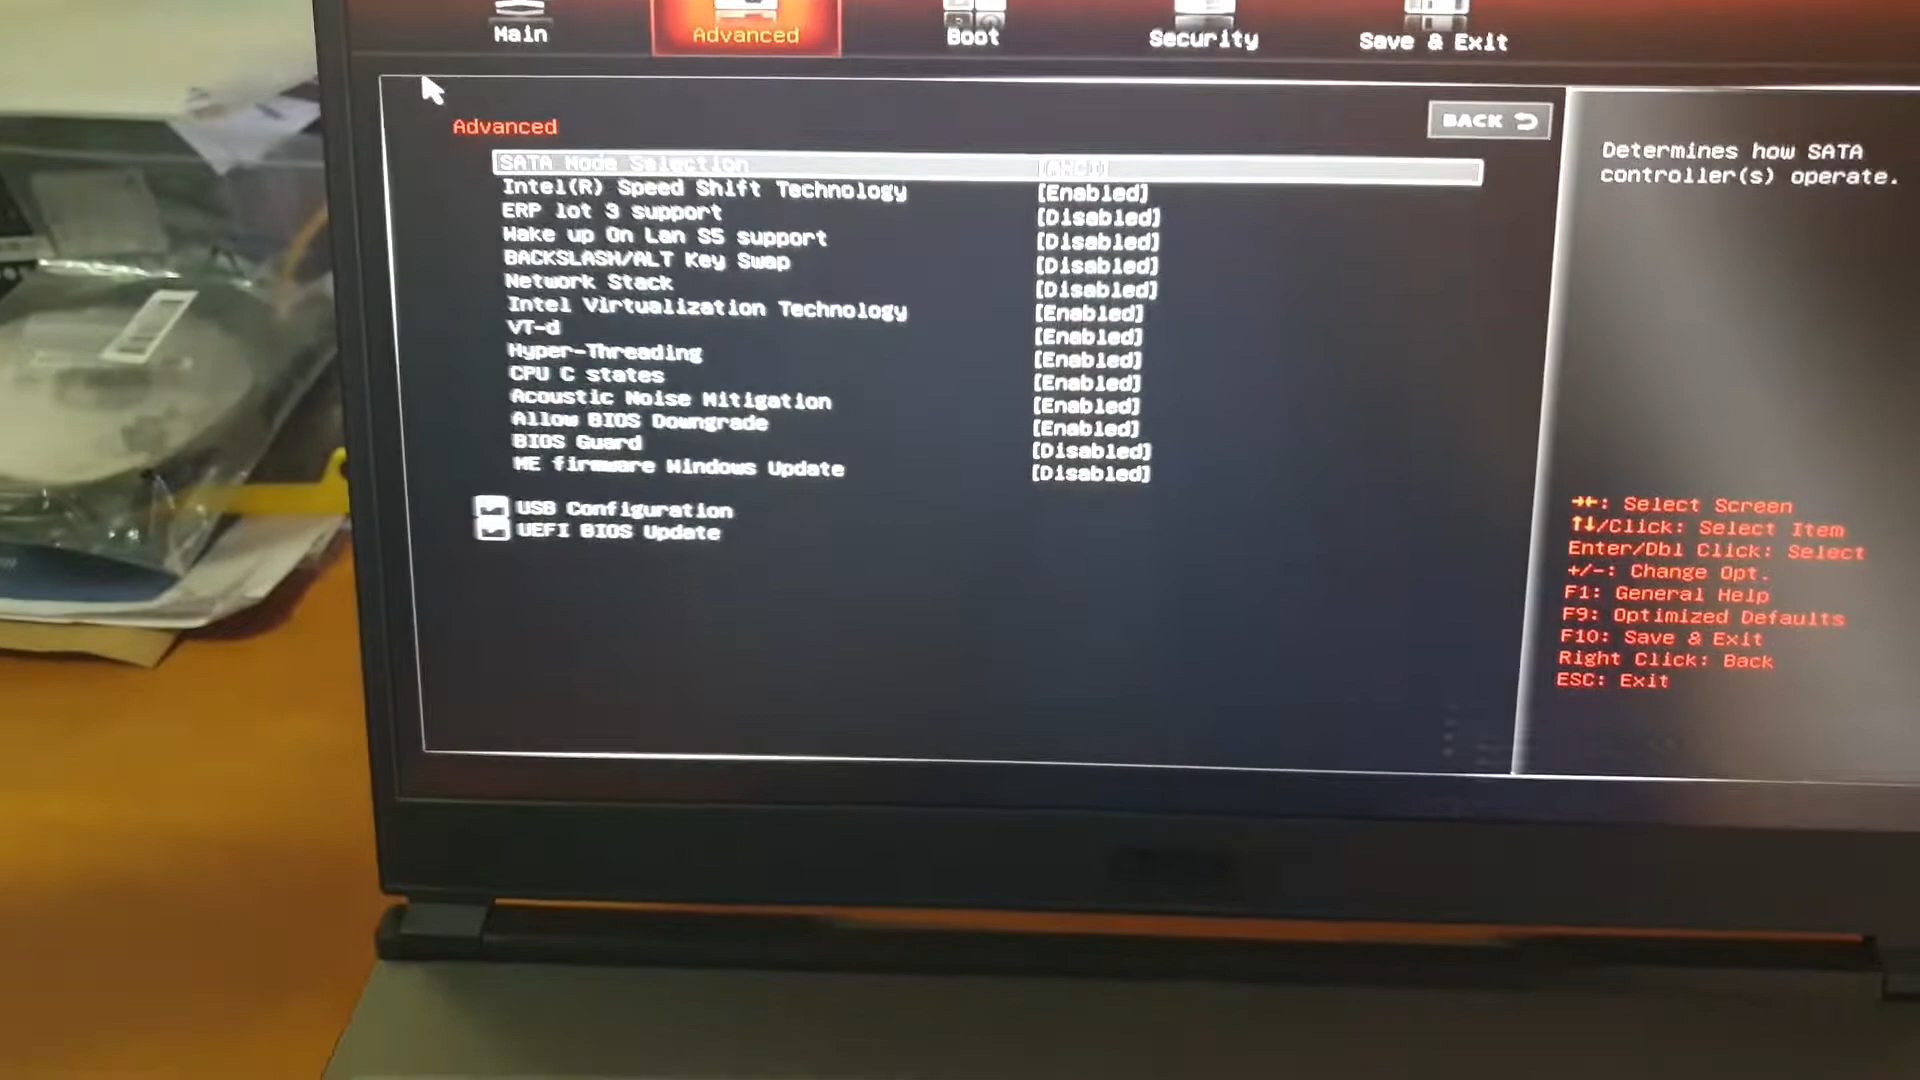 Main Advanced Boot Security Save & Exit
BACK
Advanced
SATA Mode Selection [AHCI]
Intel(R) Speed Shift Technology [Enabled]
ERP lot 3 support [Disabled]
Wake up On Lan S5 support [Disabled]
BACKSLASH/ALT Key Swap [Disabled]
Network Stack [Disabled]
Intel Virtualization Technology [Enabled]
VT-d [Enabled]
Hyper-Threading [Enabled]
CPU C states [Enabled]
Acoustic Noise Mitigation [Enabled]
Allow BIOS Downgrade [Enabled]
BIOS Guard [Disabled]
ME firmware Windows Update [Disabled]
USB Configuration
UEFI BIOS Update
Determines how SATA
controller(s) operate.
→←: Select Screen
↑↓/Click: Select Item
Enter/Dbl Click: Select
+/-: Change Opt.
F1: General Help
F9: Optimized Defaults
F10: Save & Exit
Right Click: Back
ESC: Exit